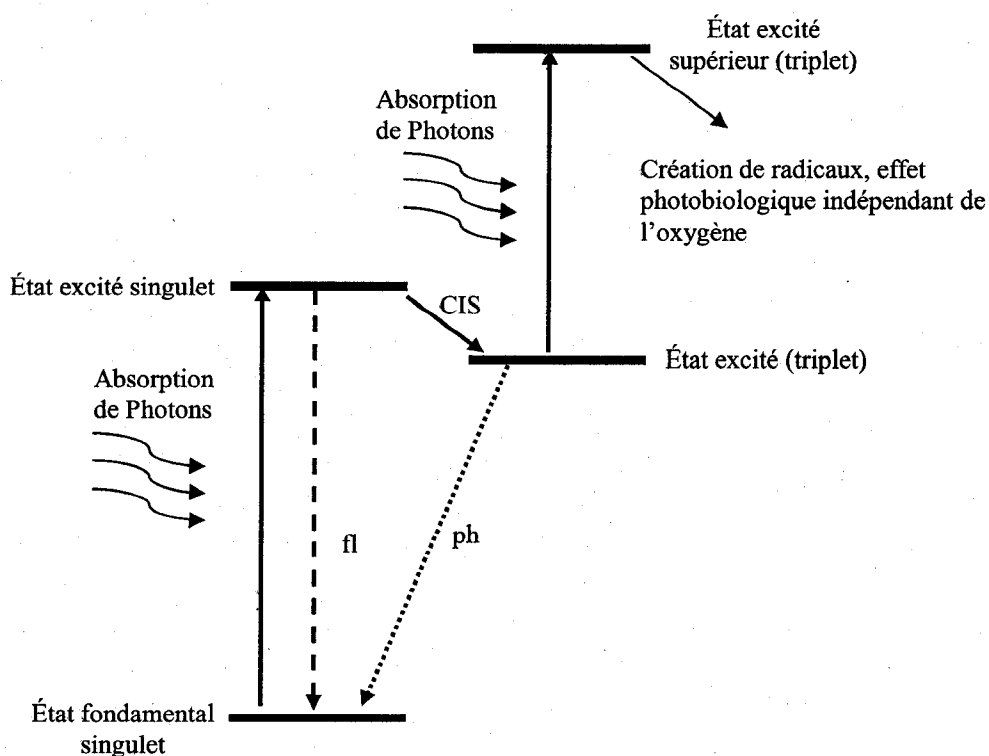 État excité
supérieur (triplet)
Absorption
de Photons
Création de radicaux, effet
photobiologique indépendant de
l'oxygène
État excité singulet
CIS
État excité (triplet)
Absorption
de Photons
fl
ph
État fondamental
singulet